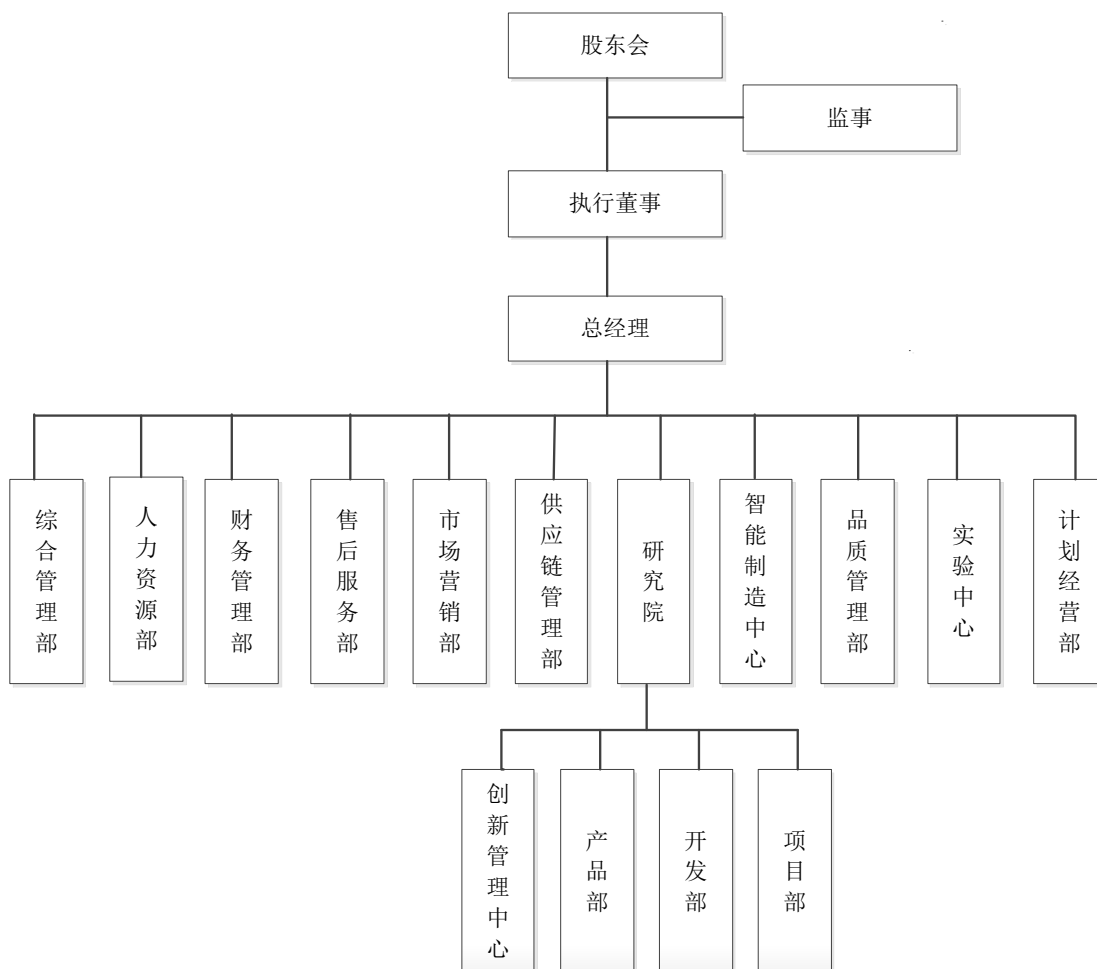 股东会
监事
执行董事
总经理
综合管理部
人力资源部
财务管理部
售后服务部
市场营销部
供应链管理部
研究院
智能制造中心
品质管理部
实验中心
计划经营部
创新管理中心
产品部
开发部
项目部